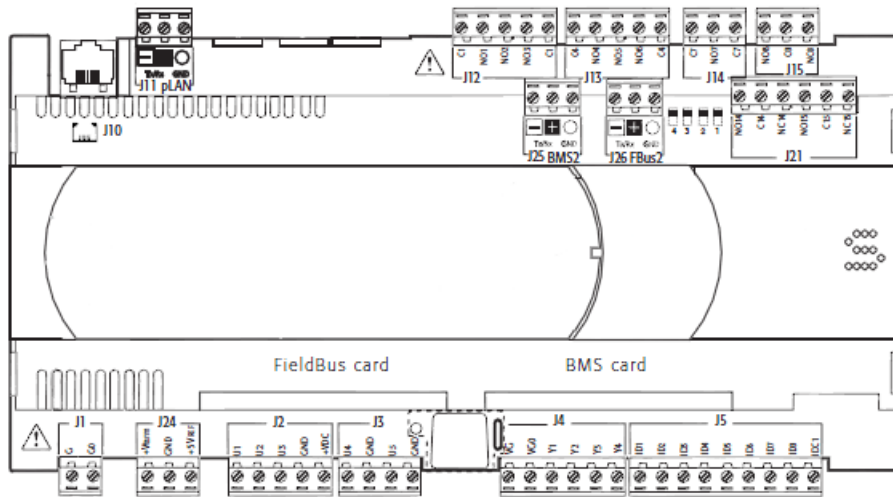 J11 pLAN
Tx/Rx GND
J10
C1 NO1 NO2 NO3 C1
J12
C4 NO4 NO5 NO6 C4
J13
C7 NO7 C7
J14
NO8 C8 NC8
J15
J25 BMS2
Tx/Rx GND
J26 FBus2
Tx/Rx GND
4 3 2 1
NO14 C14 NC14 NO15 C15 NC15
J21
FieldBus card
BMS card
J1
G G0
J24
+VTERM GND +5VREF
J2
U1 U2 U3 GND +VDC
J3
U4 GND U5 GND
J4
VG VG0 Y1 Y2 Y3 Y4
J5
ID1 ID2 ID3 ID4 ID5 ID6 ID7 ID8 IDC1